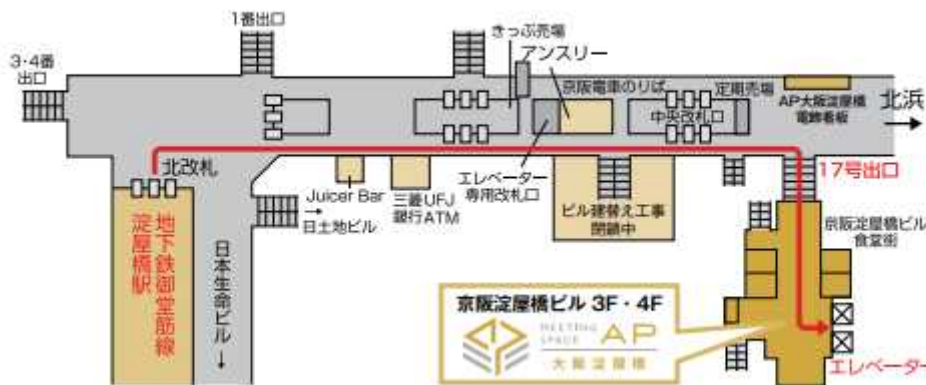 1番出口
3・4番
出口
きっぷ売場
アンスリー
京阪電車のりば
定期売場
中央改札口
AP大阪淀屋橋
電飾看板
北浜
北改札
Juicer Bar
三菱UFJ
銀行ATM
エレベーター
専用改札口
17号出口
日土地ビル
ビル建替え工事
閉鎖中
京阪淀屋橋ビル
食堂街
地下鉄御堂筋線
淀屋橋駅
日本生命ビル
京阪淀屋橋ビル 3F・4F
MEETING
SPACE
AP
大阪淀屋橋
エレベーター